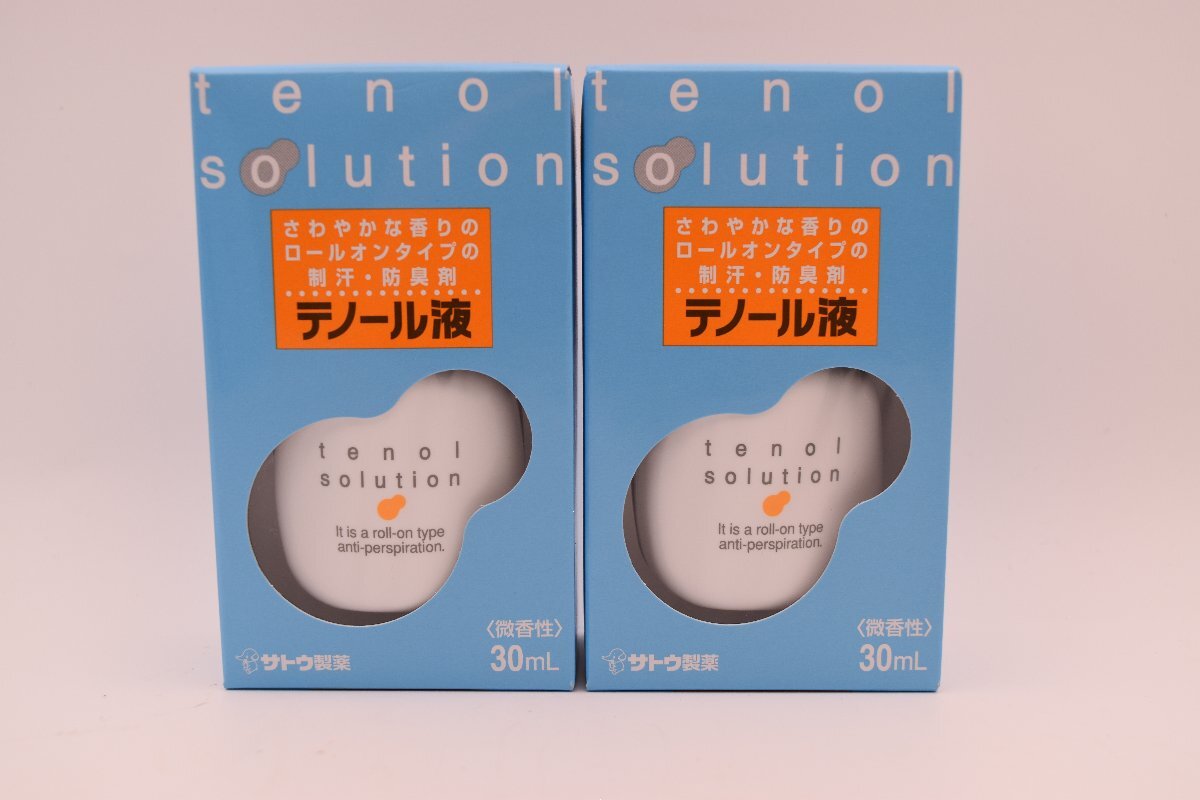 tenol
solution
さわやかな香りの
ロールオンタイプの
制汗・防臭剤
テノール液
tenol
solution
It is a roll-on type
anti-perspiration.
〈微香性〉
サトウ製薬
30mL
tenol
solution
さわやかな香りの
ロールオンタイプの
制汗・防臭剤
テノール液
tenol
solution
It is a roll-on type
anti-perspiration.
〈微香性〉
サトウ製薬
30mL